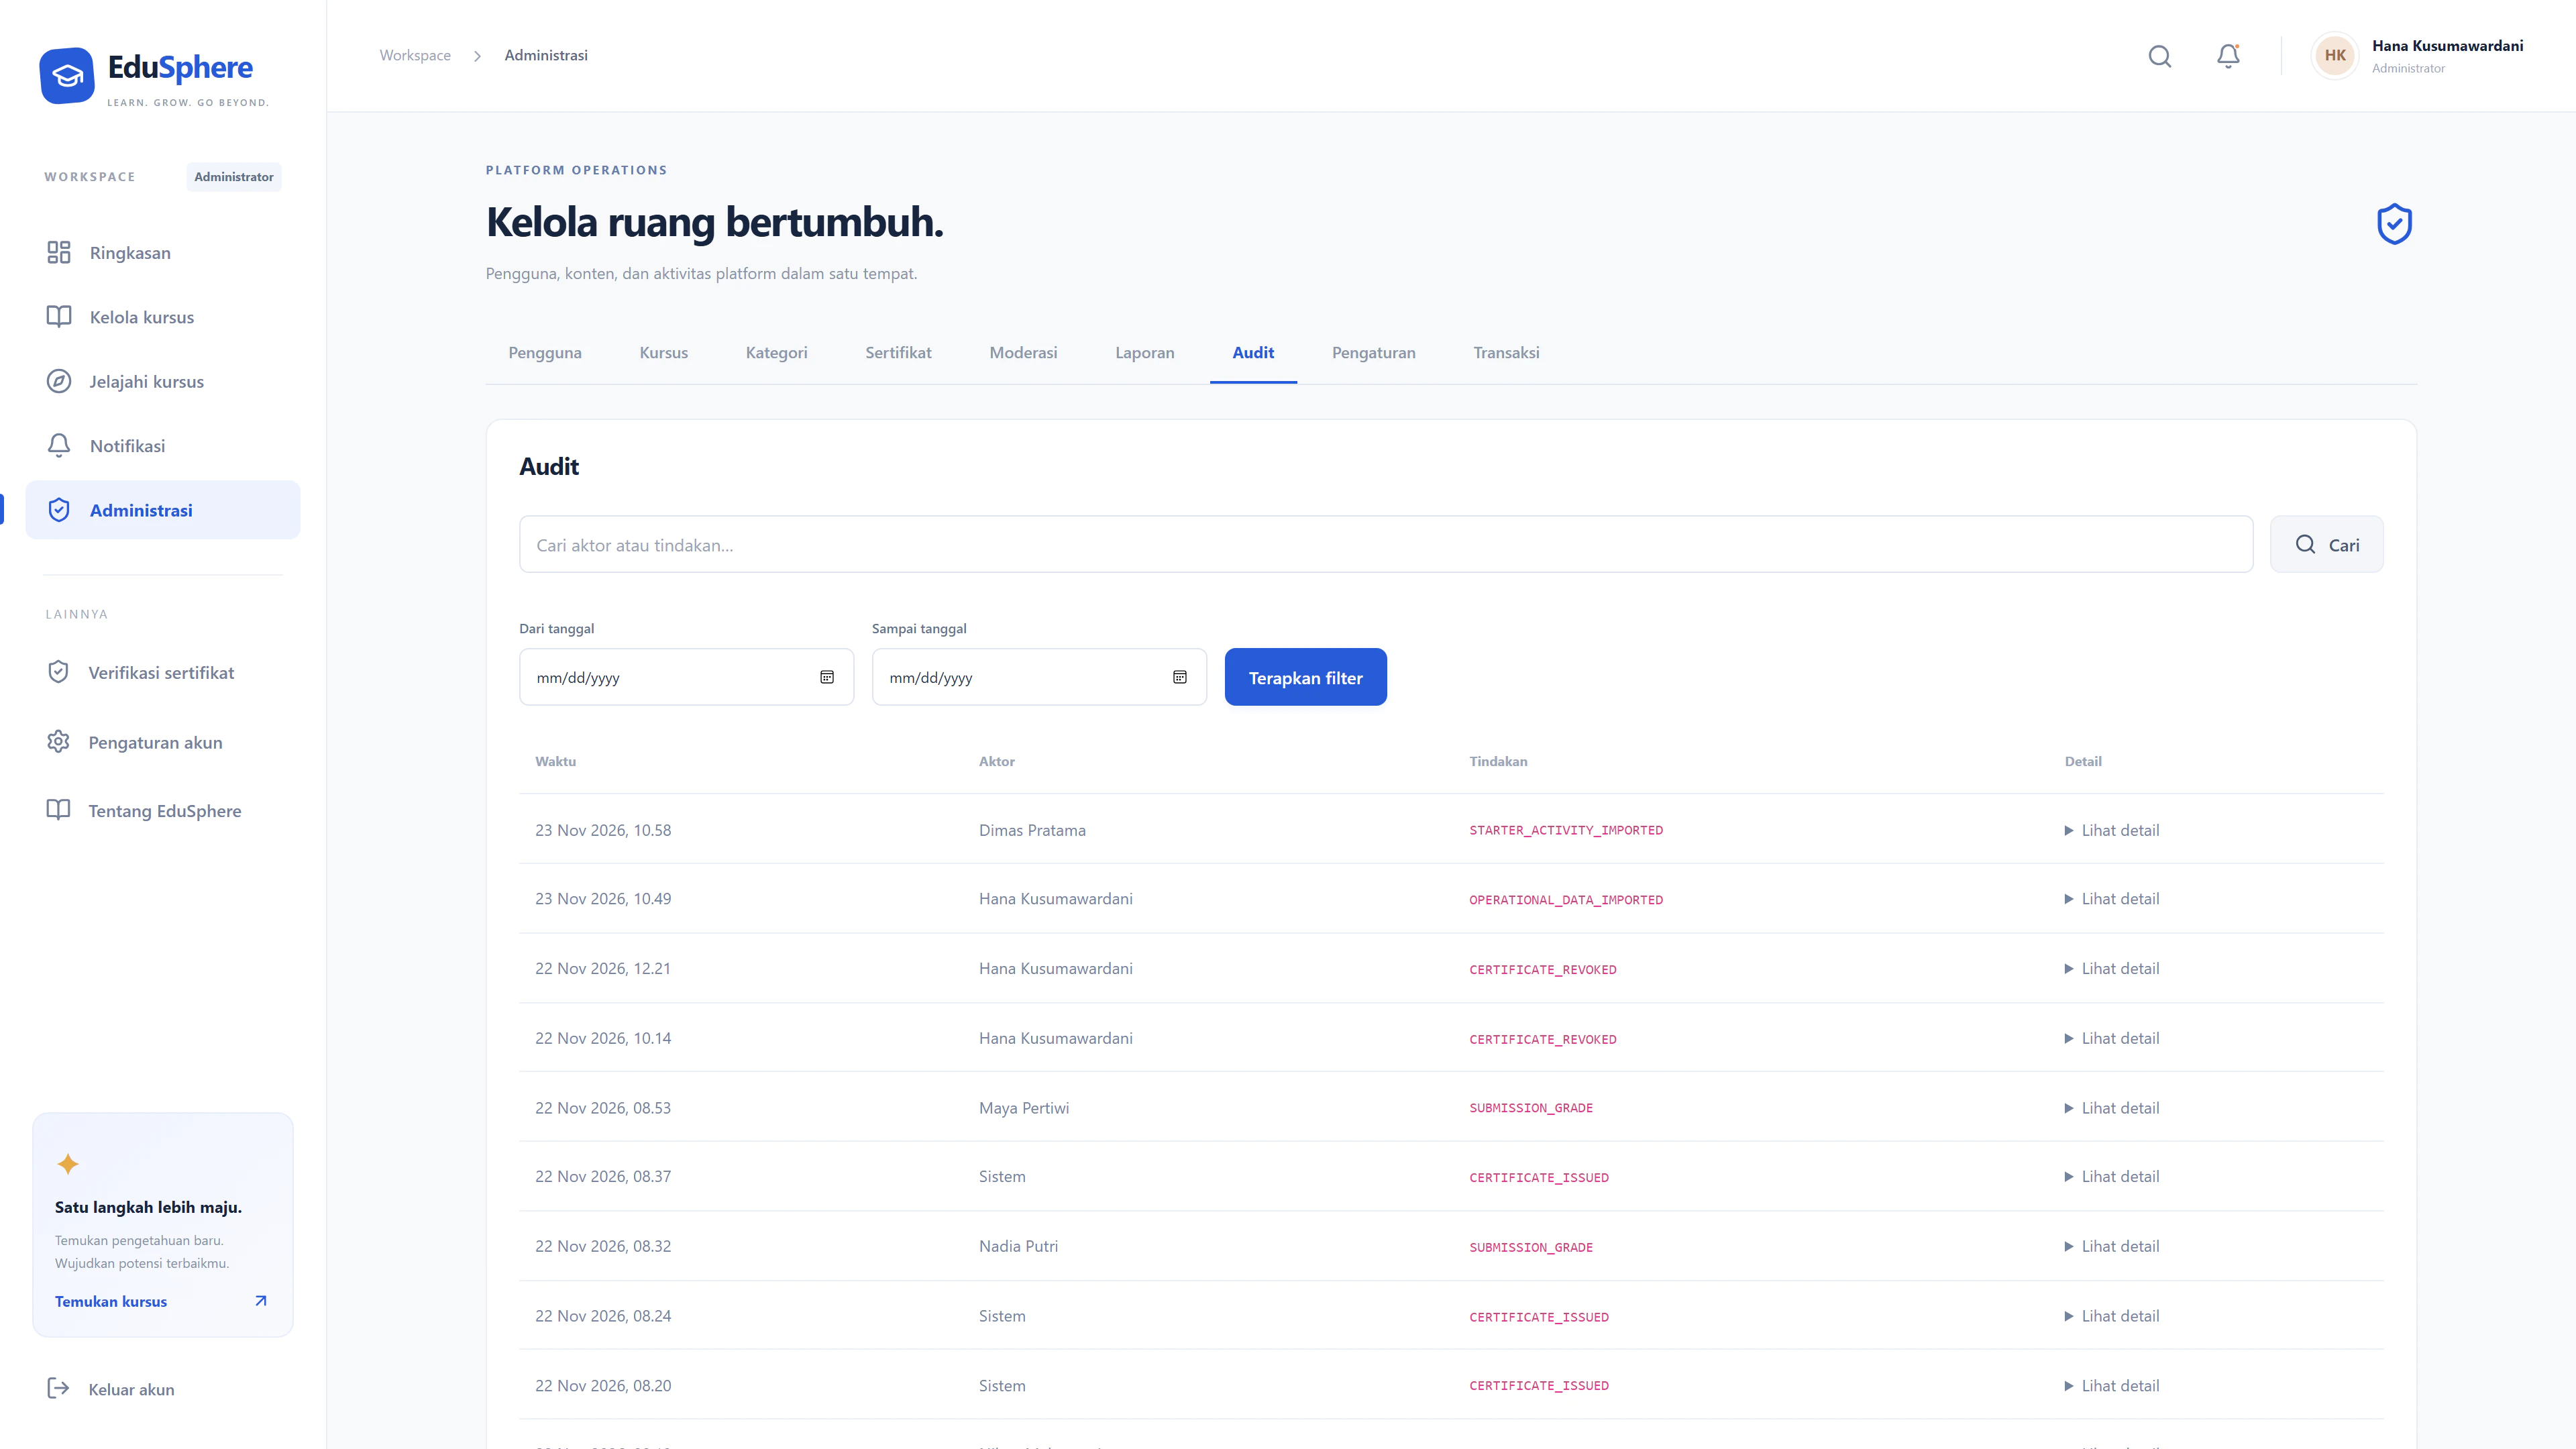 EduSphere
LEARN. GROW. GO BEYOND.
WORKSPACE
Administrator
Ringkasan
Kelola kursus
Jelajahi kursus
Notifikasi
Administrasi
LAINNYA
Verifikasi sertifikat
Pengaturan akun
Tentang EduSphere
Satu langkah lebih maju.
Temukan pengetahuan baru.
Wujudkan potensi terbaikmu.
Temukan kursus
Keluar akun
Workspace Administrasi
HK
Hana Kusumawardani
Administrator
PLATFORM OPERATIONS
Kelola ruang bertumbuh.
Pengguna, konten, dan aktivitas platform dalam satu tempat.
Pengguna Kursus Kategori Sertifikat Moderasi Laporan Audit Pengaturan Transaksi
Audit
Cari aktor atau tindakan...
Cari
Dari tanggal Sampai tanggal
mm/dd/yyyy mm/dd/yyyy Terapkan filter
Waktu Aktor Tindakan Detail
23 Nov 2026, 10.58 Dimas Pratama STARTER_ACTIVITY_IMPORTED Lihat detail
23 Nov 2026, 10.49 Hana Kusumawardani OPERATIONAL_DATA_IMPORTED Lihat detail
22 Nov 2026, 12.21 Hana Kusumawardani CERTIFICATE_REVOKED Lihat detail
22 Nov 2026, 10.14 Hana Kusumawardani CERTIFICATE_REVOKED Lihat detail
22 Nov 2026, 08.53 Maya Pertiwi SUBMISSION_GRADE Lihat detail
22 Nov 2026, 08.37 Sistem CERTIFICATE_ISSUED Lihat detail
22 Nov 2026, 08.32 Nadia Putri SUBMISSION_GRADE Lihat detail
22 Nov 2026, 08.24 Sistem CERTIFICATE_ISSUED Lihat detail
22 Nov 2026, 08.20 Sistem CERTIFICATE_ISSUED Lihat detail